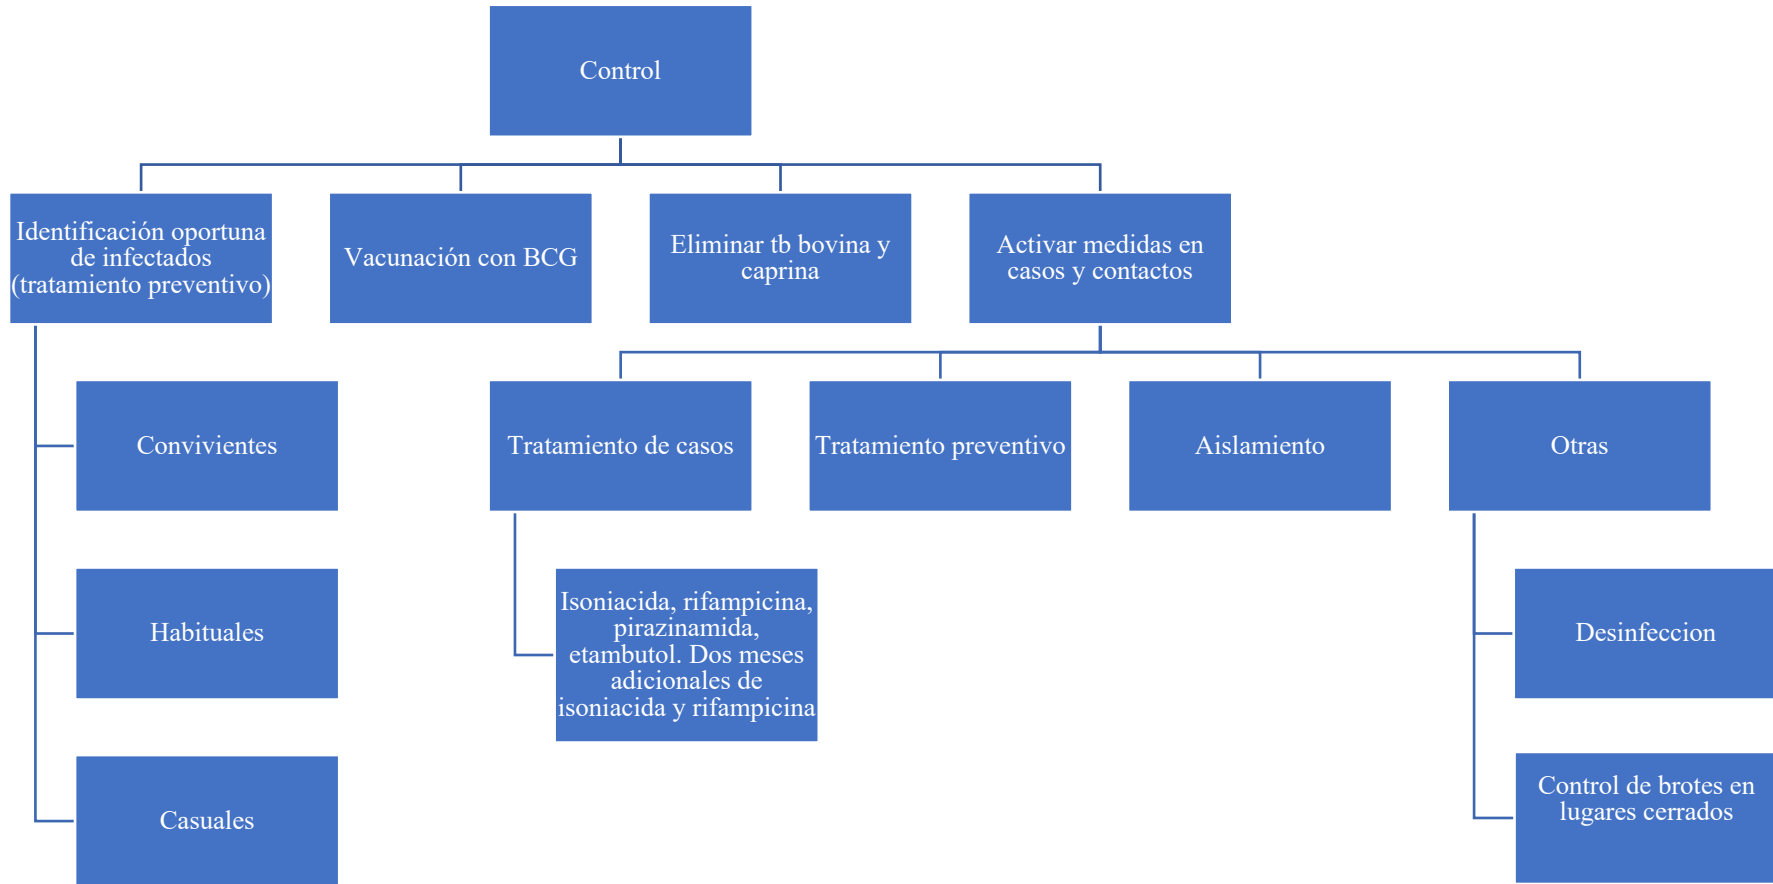 Control
Identificación oportuna
de infectados
(tratamiento preventivo)
Vacunación con BCG
Eliminar tb bovina y
caprina
Activar medidas en
casos y contactos
Convivientes
Habituales
Casuales
Tratamiento de casos
Tratamiento preventivo
Aislamiento
Otras
Isoniacida, rifampicina,
pirazinamida,
etambutol. Dos meses
adicionales de
isoniacida y rifampicina
Desinfeccion
Control de brotes en
lugares cerrados